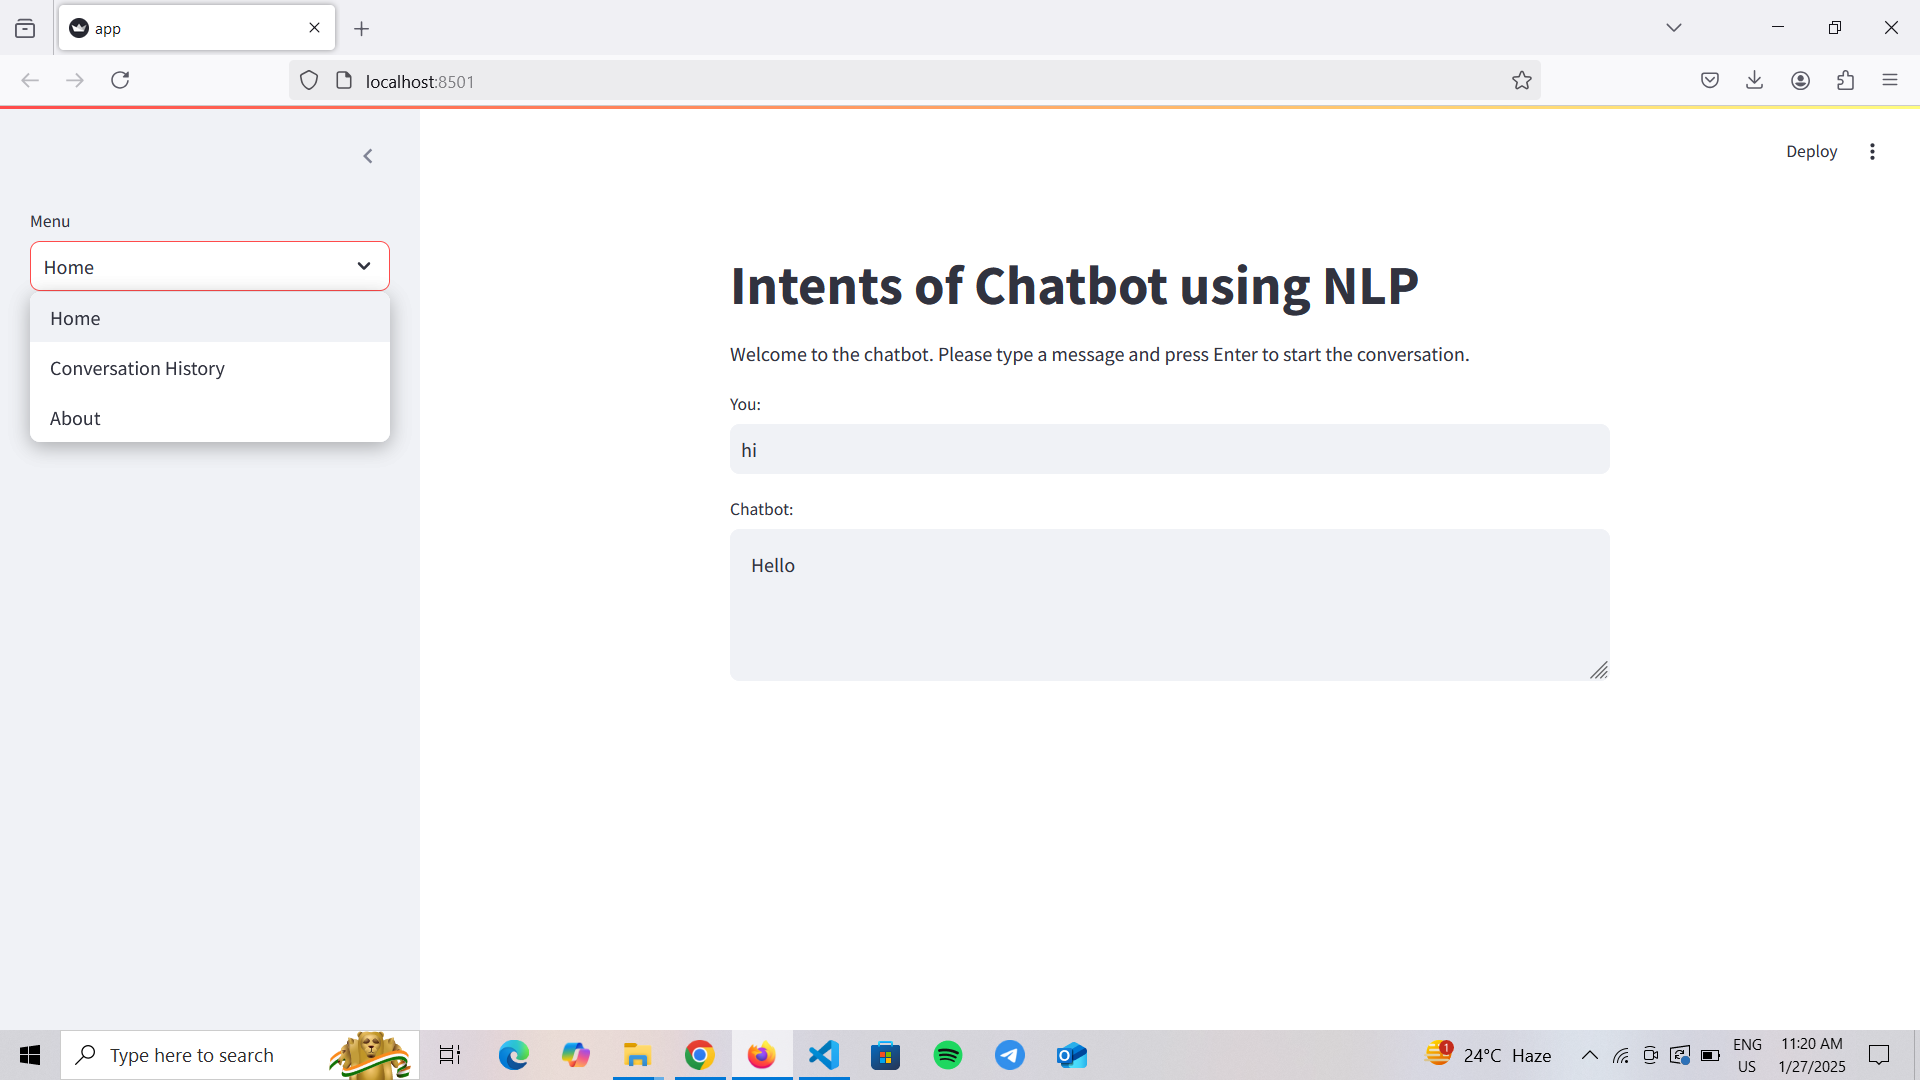 app
localhost:8501
Deploy
Menu
Home
Home
Conversation History
About
Intents of Chatbot using NLP
Welcome to the chatbot. Please type a message and press Enter to start the conversation.
You:
hi
Chatbot:
Hello
Type here to search
1
24°C Haze
ENG
US
11:20 AM
1/27/2025